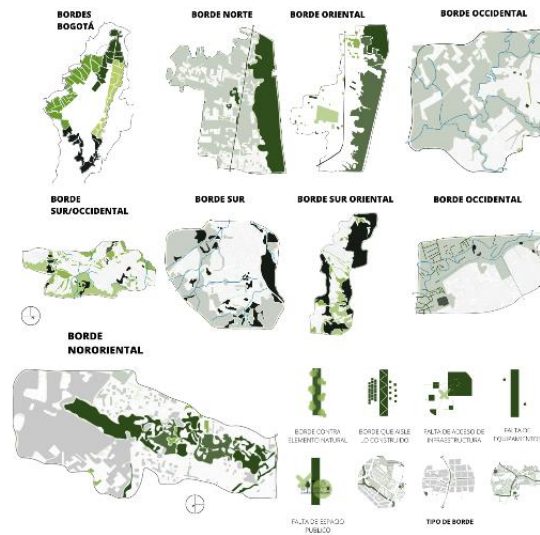 BORDES
BOGOTÁ
BORDE NORTE
BORDE ORIENTAL
BORDE OCCIDENTAL
BORDE
SUR/OCCIDENTAL
BORDE SUR
BORDE SUR ORIENTAL
BORDE OCCIDENTAL
BORDE
NORORIENTAL
BORDE CONTRA
ELEMENTO NATURAL
BORDE QUE AISLE
LO CONSTRUIDO
FALTA DE ACCESO DE
INFRAESTRUCTURA
FALTA DE
EQUIPAMIENTOS
FALTA DE ESPACIO
PUBLICO
TIPO DE BORDE